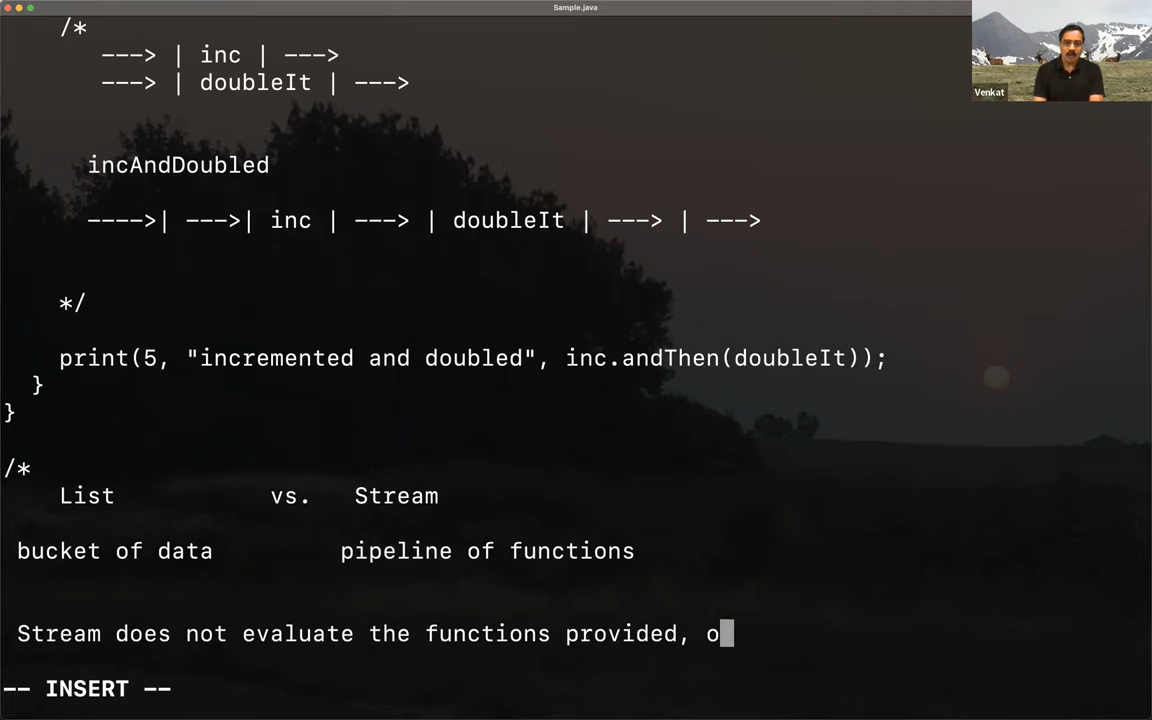 Sample.java
/*
---> | inc | --->
---> | doubleIt | --->
incAndDoubled
---->| --->| inc | ---> | doubleIt | ---> | --->
*/
print(5, "incremented and doubled", inc.andThen(doubleIt));
}
}
/*
List vs. Stream
bucket of data pipeline of functions
Stream does not evaluate the functions provided, o
-- INSERT --
Venkat